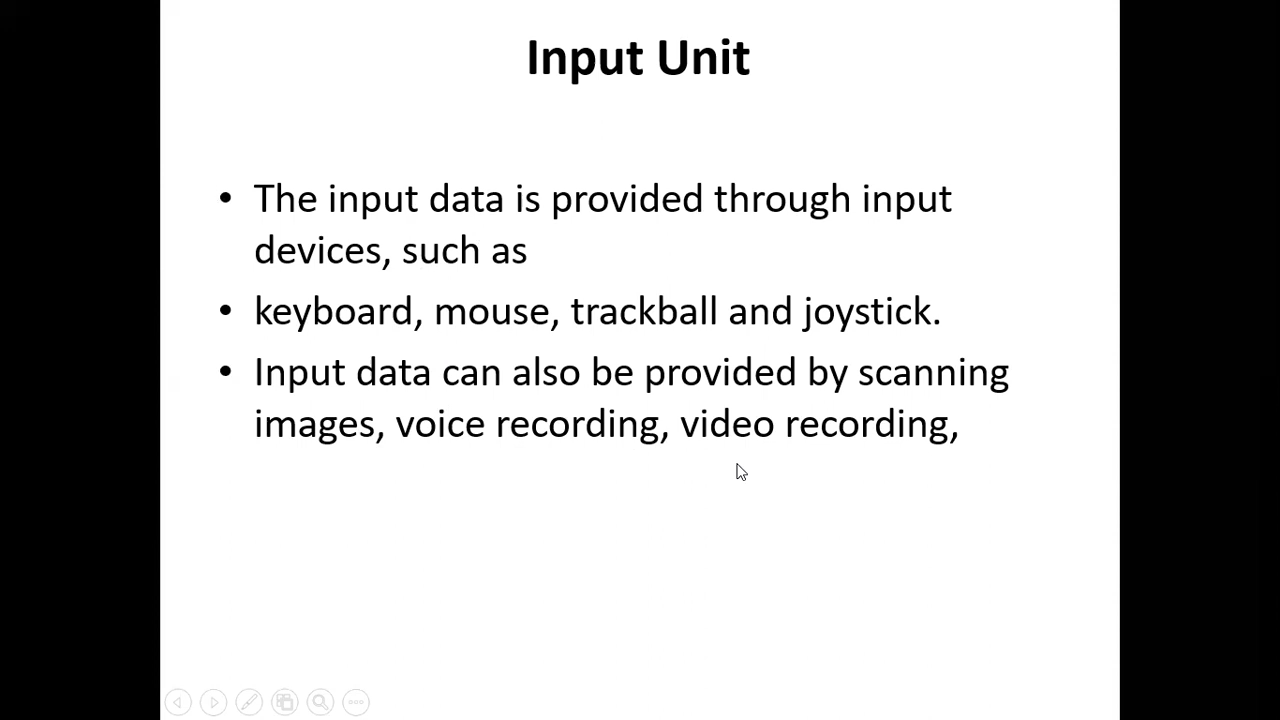 Input Unit
• The input data is provided through input
devices, such as
• keyboard, mouse, trackball and joystick.
• Input data can also be provided by scanning
images, voice recording, video recording,